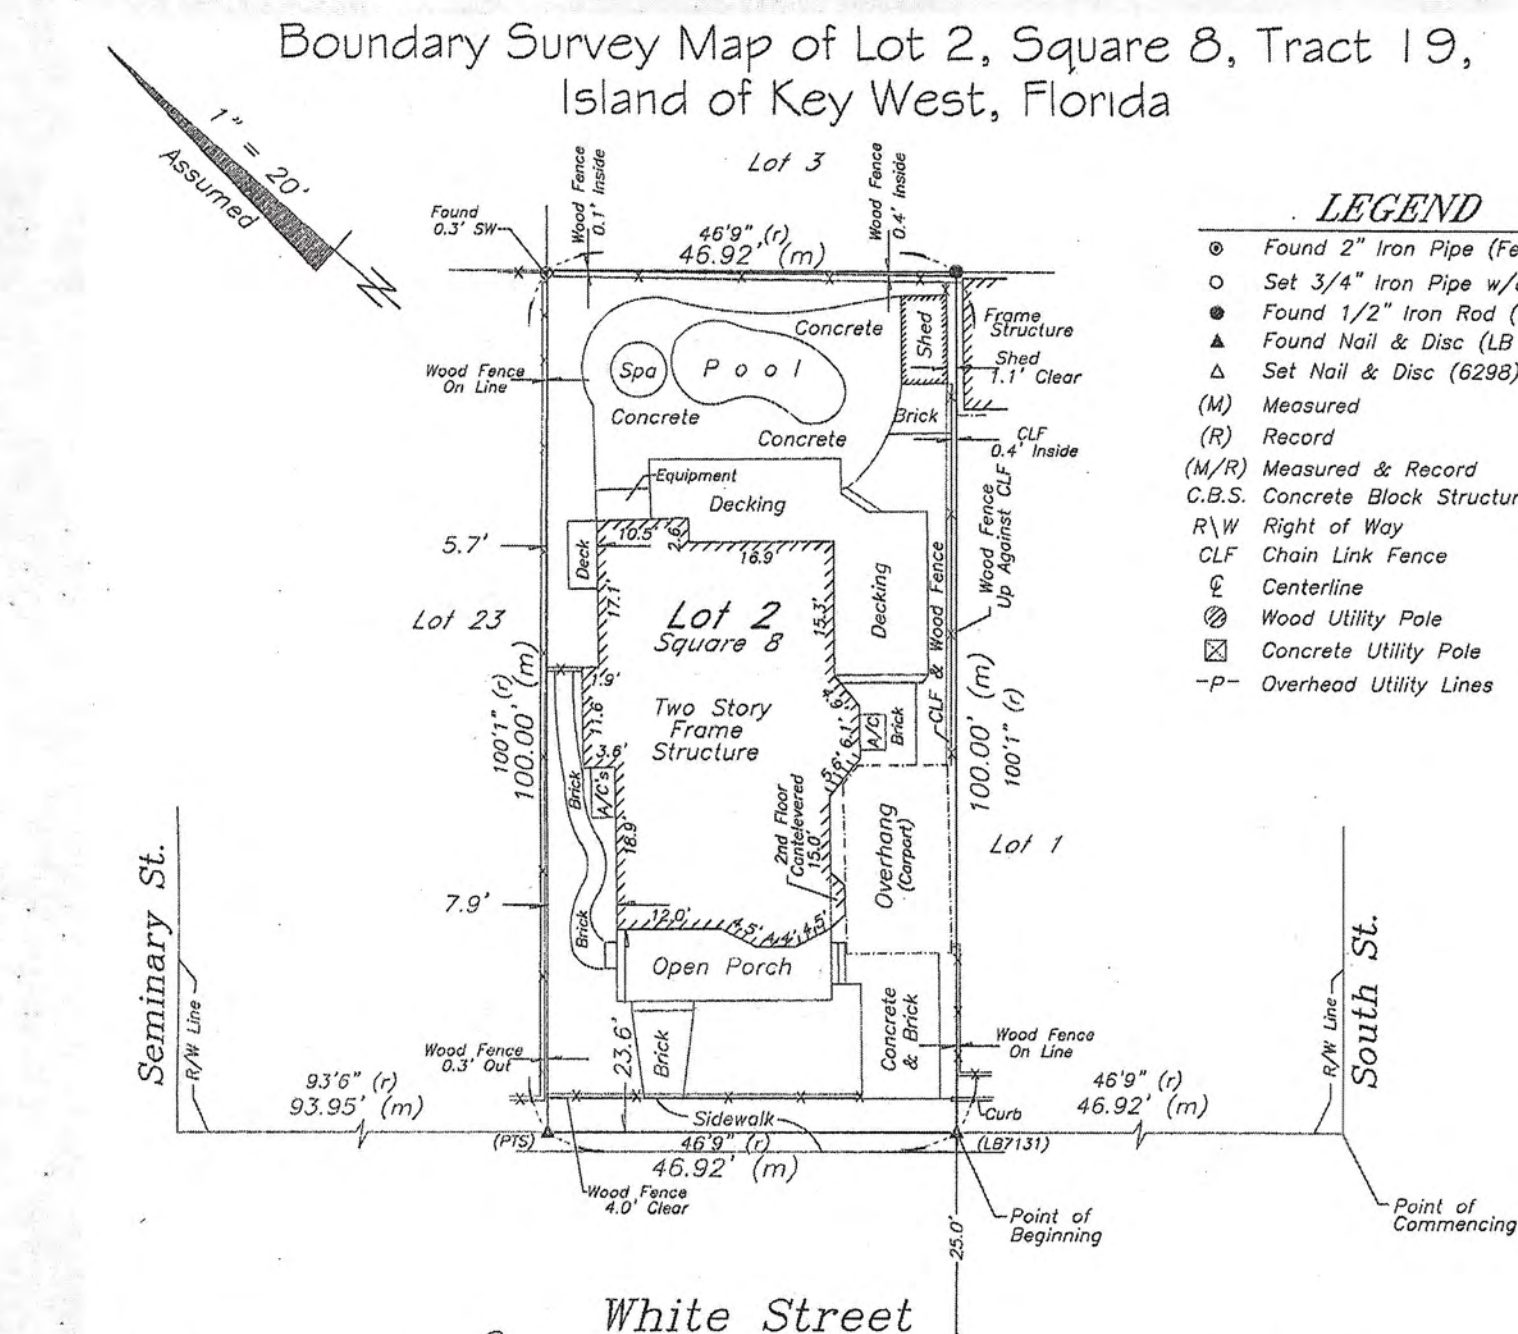 Boundary Survey Map of Lot 2, Square 8, Tract 19,
Island of Key West, Florida
1" = 20'
Assumed
N
Lot 3
Wood Fence
0.1' Inside
Wood Fence
0.4' Inside
Found
0.3' SW
46'9" (r)
46.92' (m)
LEGEND
Found 2" Iron Pipe (Fe
Set 3/4" Iron Pipe w/
Found 1/2" Iron Rod (
Found Nail & Disc (LB
Set Nail & Disc (6298)
(M) Measured
(R) Record
(M/R) Measured & Record
C.B.S. Concrete Block Structur
R\W Right of Way
CLF Chain Link Fence
℄ Centerline
Wood Utility Pole
Concrete Utility Pole
-P- Overhead Utility Lines
Concrete
Shed
Frame
Structure
Shed
1.1' Clear
Spa
Pool
Wood Fence
On Line
Concrete
Concrete
Brick
CLF
0.4' Inside
Equipment
Decking
Wood Fence
Up Against CLF
10.5'
2.6'
16.9
5.7'
Deck
17.1'
Lot 2
Square 8
15.3'
Decking
CLF & Wood Fence
Lot 23
100'1" (r)
100.00' (m)
1.9'
11.6'
3.6'
Two Story
Frame
Structure
4.6'
6.1'
5.6'
A/C
Brick
100.00' (m)
100'1" (r)
Brick
A/C's
18.9
2nd Floor
Cantelevered
15.0'
Overhang
(Carport)
Lot 1
7.9'
12.0'
4.5'
4.4'
4.5'
Brick
Open Porch
Seminary St.
R/W Line
South St.
R/W Line
Wood Fence
0.3' Out
23.6'
Brick
Concrete
& Brick
Wood Fence
On Line
93'6" (r)
93.95' (m)
46'9" (r)
46.92' (m)
Sidewalk
Curb
(PTS)
46'9" (r)
46.92' (m)
(LB7131)
Wood Fence
4.0' Clear
Point of
Beginning
Point of
Commencing
25.0'
White Street